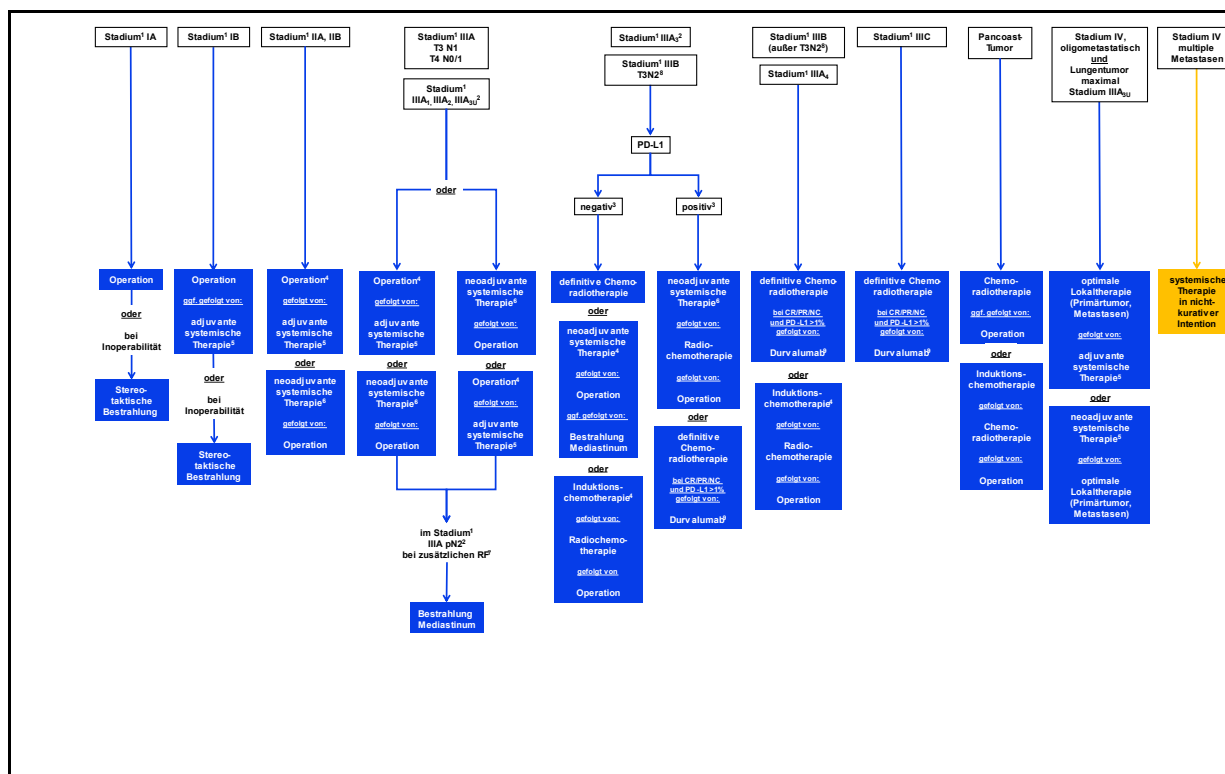 Stadium¹ IA
Stadium¹ IB
Stadium¹ IIA, IIB
Stadium¹ IIIA
T3 N1
T4 N0/1
Stadium¹
IIIA₁, IIIA₂, IIIA₃ᵤ²
Stadium¹ IIIA₃²
Stadium¹ IIIB
T3N2⁸
Stadium¹ IIIB
(außer T3N2⁸)
Stadium¹ IIIA₄
Stadium¹ IIIC
Pancoast-
Tumor
Stadium IV,
oligometastatisch
und
Lungentumor
maximal
Stadium IIIA₃ᵤ
Stadium IV
multiple
Metastasen
PD-L1
oder
negativ³
positiv³
Operation
oder
bei
Inoperabilität
Stereo-
taktische
Bestrahlung
Operation
ggf. gefolgt von:
adjuvante
systemische
Therapie⁵
oder
bei
Inoperabilität
Stereo-
taktische
Bestrahlung
Operation⁴
gefolgt von:
adjuvante
systemische
Therapie⁵
oder
neoadjuvante
systemische
Therapie⁶
gefolgt von:
Operation
Operation⁴
gefolgt von:
adjuvante
systemische
Therapie⁵
oder
neoadjuvante
systemische
Therapie⁶
gefolgt von:
Operation
neoadjuvante
systemische
Therapie⁶
gefolgt von:
Operation
oder
Operation⁴
gefolgt von:
adjuvante
systemische
Therapie⁵
im Stadium¹
IIIA pN2²
bei zusätzlichen RF⁷
Bestrahlung
Mediastinum
definitive Chemo-
radiotherapie
oder
neoadjuvante
systemische
Therapie⁴
gefolgt von:
Operation
ggf. gefolgt von:
Bestrahlung
Mediastinum
oder
Induktions-
chemotherapie⁴
gefolgt von:
Radiochemo-
therapie
gefolgt von
Operation
neoadjuvante
systemische
Therapie⁶
gefolgt von:
Radio-
chemotherapie
gefolgt von:
Operation
oder
definitive
Chemo-
radiotherapie
bei CR/PR/NC
und PD-L1 >1%
gefolgt von:
Durvalumab⁹
definitive Chemo-
radiotherapie
bei CR/PR/NC
und PD-L1 >1%
gefolgt von:
Durvalumab⁹
oder
Induktions-
chemotherapie⁴
gefolgt von:
Radio-
chemotherapie
gefolgt von:
Operation
definitive Chemo-
radiotherapie
bei CR/PR/NC
und PD-L1 >1%
gefolgt von:
Durvalumab⁹
Chemo-
radiotherapie
ggf. gefolgt von:
Operation
oder
Induktions-
chemotherapie
gefolgt von:
Chemo-
radiotherapie
gefolgt von:
Operation
optimale
Lokaltherapie
(Primärtumor,
Metastasen)
gefolgt von:
adjuvante
systemische
Therapie⁵
oder
neoadjuvante
systemische
Therapie⁵
gefolgt von:
optimale
Lokaltherapie
(Primärtumor,
Metastasen)
systemische
Therapie
in nicht-
kurativer
Intention